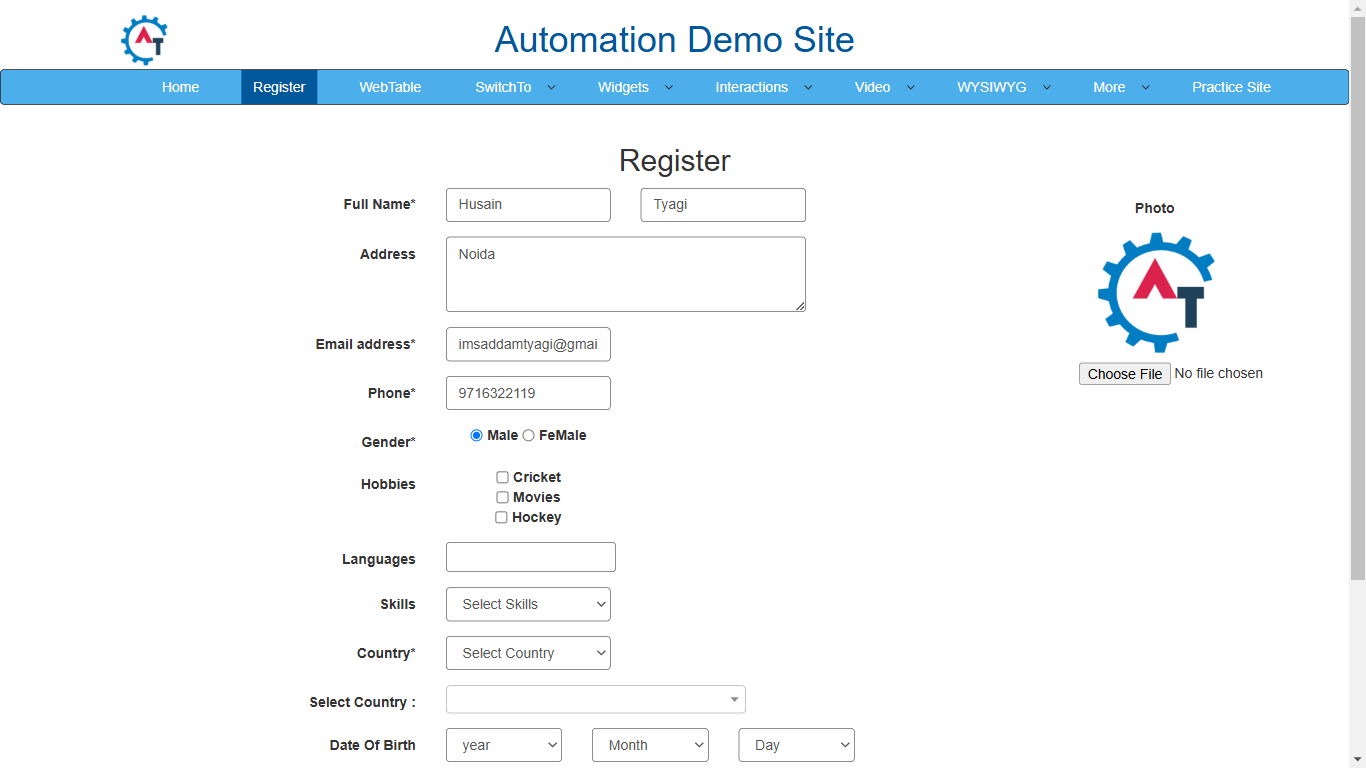 AT
Automation Demo Site
Home Register WebTable SwitchTo Widgets Interactions Video WYSIWYG More Practice Site
Register
Full Name* Husain Tyagi
Photo
Address Noida
AT
Email address* imsaddamtyagi@gmai
Choose File No file chosen
Phone* 9716322119
Gender* Male FeMale
Hobbies Cricket
Movies
Hockey
Languages
Skills Select Skills
Country* Select Country
Select Country :
Date Of Birth year Month Day